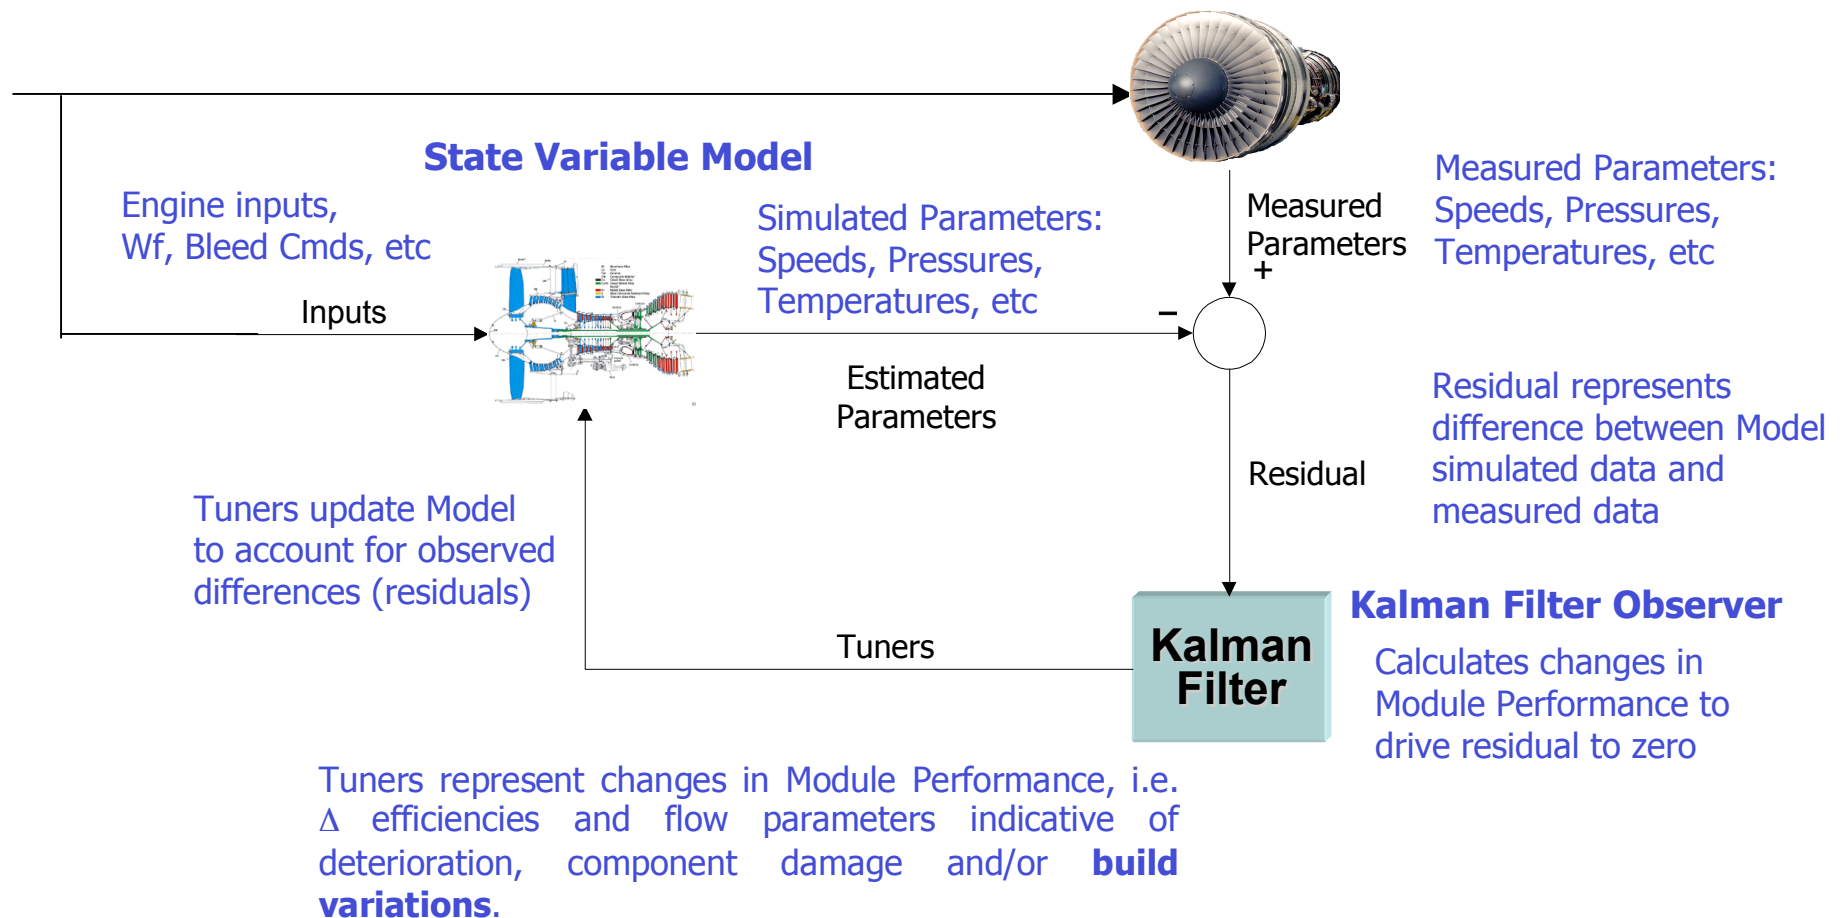 State Variable Model
Engine inputs,
Wf, Bleed Cmds, etc
Simulated Parameters:
Speeds, Pressures,
Temperatures, etc
Measured
Parameters
+
Measured Parameters:
Speeds, Pressures,
Temperatures, etc
Inputs
–
Estimated
Parameters
Residual represents
difference between Model
simulated data and
measured data
Residual
Tuners update Model
to account for observed
differences (residuals)
Tuners
Kalman
Filter
Kalman Filter Observer
Calculates changes in
Module Performance to
drive residual to zero
Tuners represent changes in Module Performance, i.e.
Δ efficiencies and flow parameters indicative of
deterioration, component damage and/or build
variations.